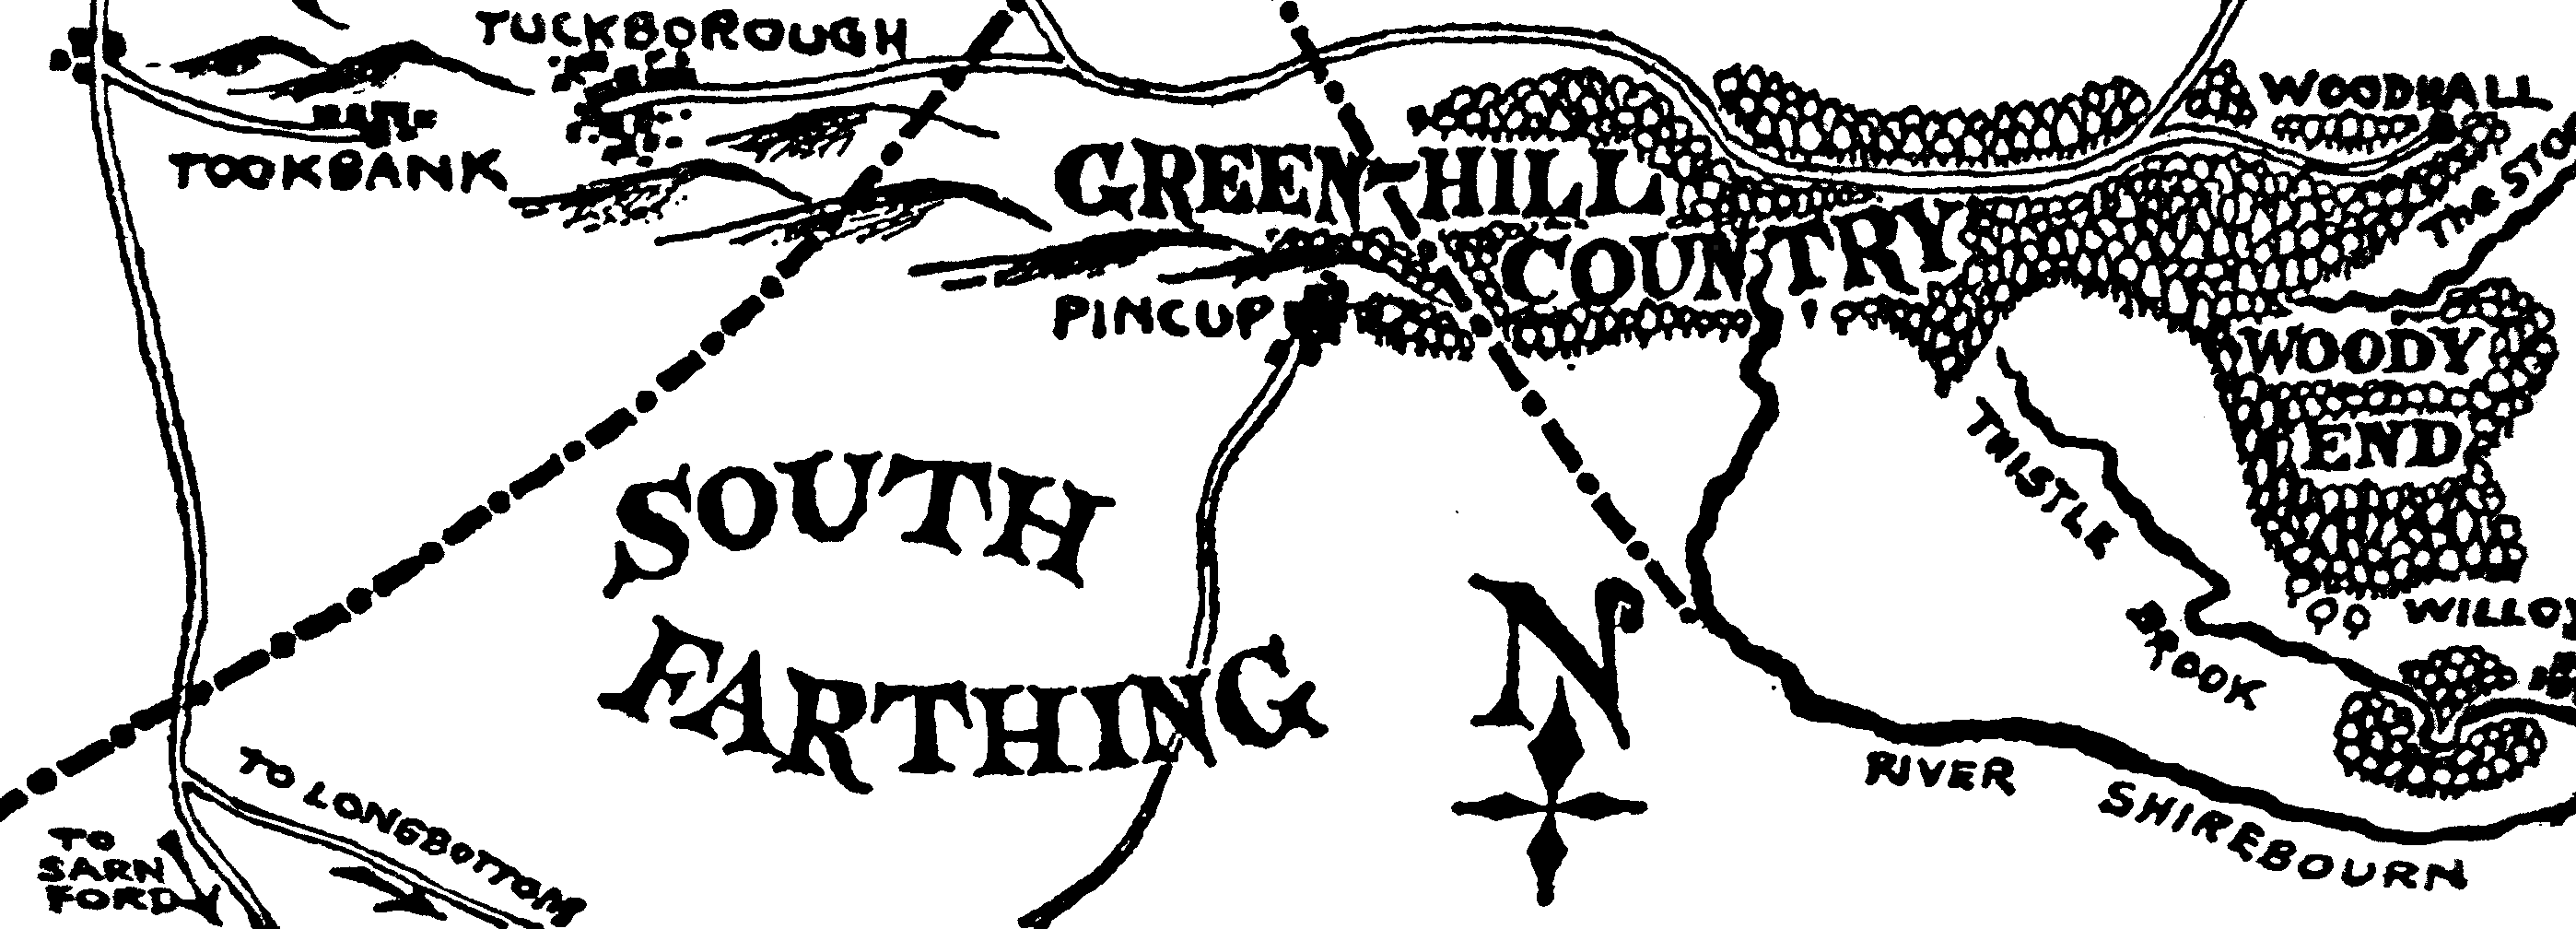 TUCKBOROUGH
WOODHALL
TOOKBANK
GREEN-HILL
COUNTRY
THE STO
PINCUP
WOODY
END
THISTLE
BROOK
SOUTH
FARTHING
N
WILLO
RIVER
SHIREBOURN
TO LONGBOTTOM
TO
SARN
FORD